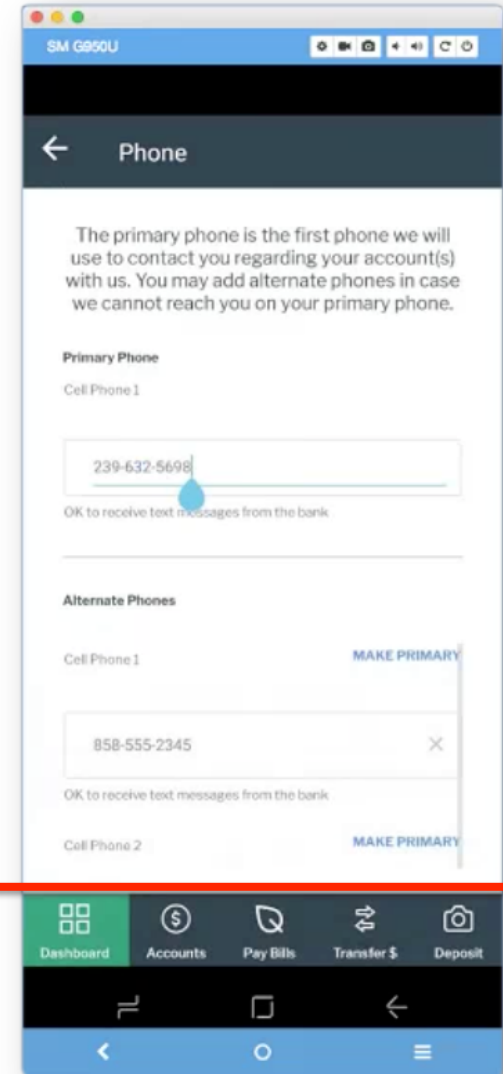 SM G950U
Phone
The primary phone is the first phone we will
use to contact you regarding your account(s)
with us. You may add alternate phones in case
we cannot reach you on your primary phone.
Primary Phone
Cell Phone 1
239-632-5698
OK to receive text messages from the bank
Alternate Phones
Cell Phone 1 MAKE PRIMARY
858-555-2345
OK to receive text messages from the bank
Cell Phone 2 MAKE PRIMARY
Dashboard Accounts Pay Bills Transfer $ Deposit